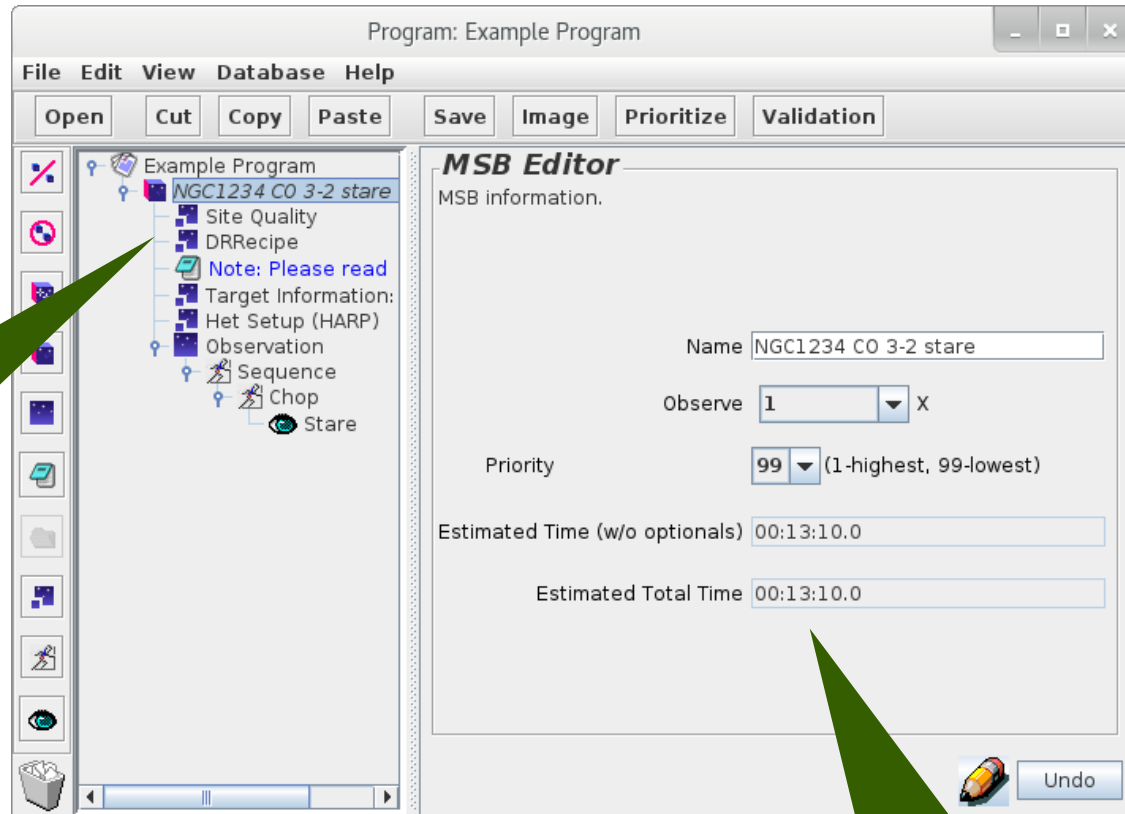 Program: Example Program
File Edit View Database Help
Open Cut Copy Paste Save Image Prioritize Validation
Example Program
NGC1234 CO 3-2 stare
Site Quality
DRRecipe
Note: Please read
Target Information:
Het Setup (HARP)
Observation
Sequence
Chop
Stare
MSB Editor
MSB information.
Name NGC1234 CO 3-2 stare
Observe 1 X
Priority 99 (1-highest, 99-lowest)
Estimated Time (w/o optionals) 00:13:10.0
Estimated Total Time 00:13:10.0
Undo